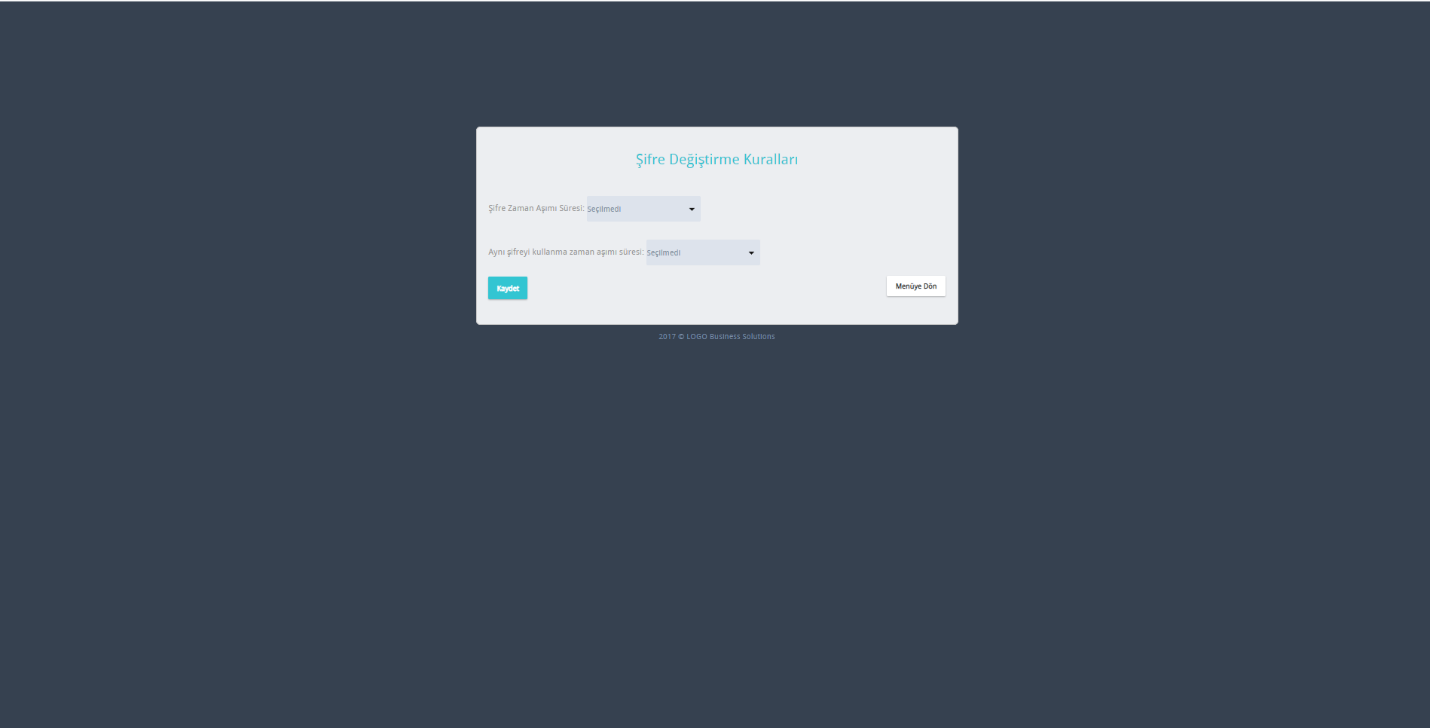 Şifre Değiştirme Kuralları
Şifre Zaman Aşımı Süresi: Seçilmedi
Aynı şifreyi kullanma zaman aşımı süresi: Seçilmedi
Kaydet
Menüye Dön
2017 © LOGO Business Solutions